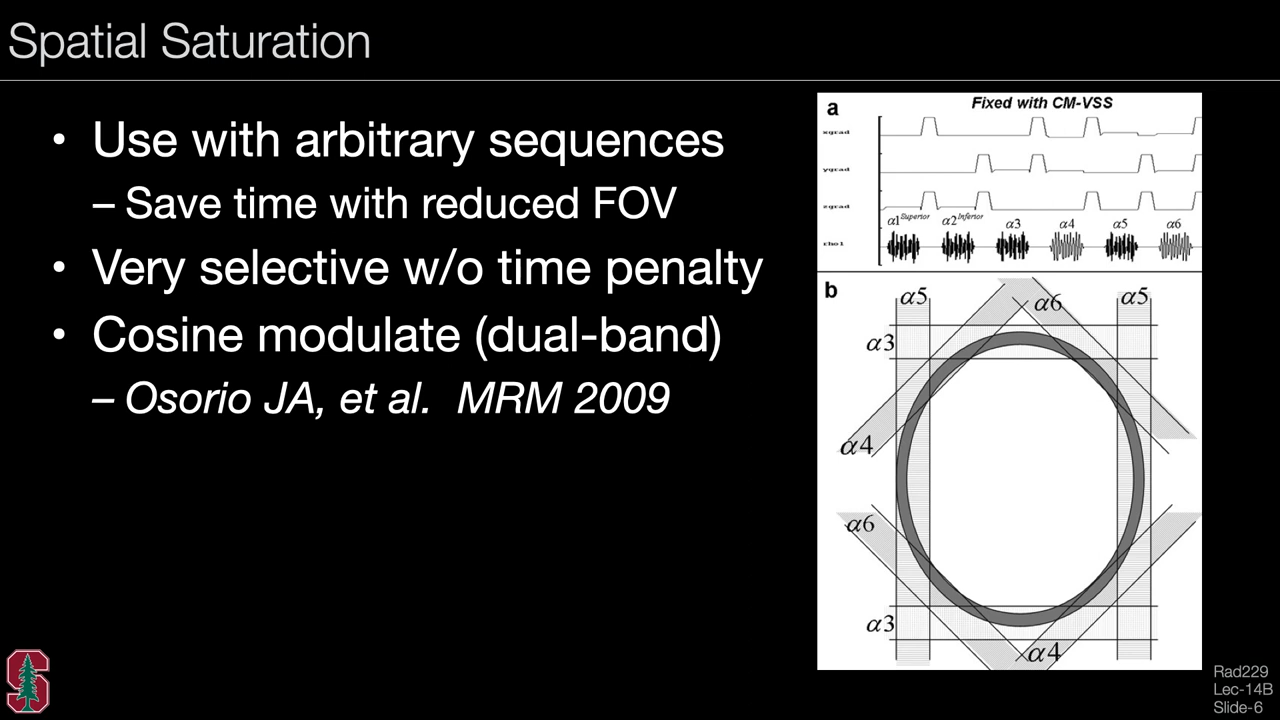 Spatial Saturation
• Use with arbitrary sequences
– Save time with reduced FOV
• Very selective w/o time penalty
• Cosine modulate (dual-band)
– Osorio JA, et al. MRM 2009
a
Fixed with CM-VSS
xgrad
ygrad
zgrad
α1 Superior
α2 Inferior
α3
α4
α5
α6
rho1
b
α5
α6
α5
α3
α4
α6
α3
α4
Rad229
Lec-14B
Slide-6